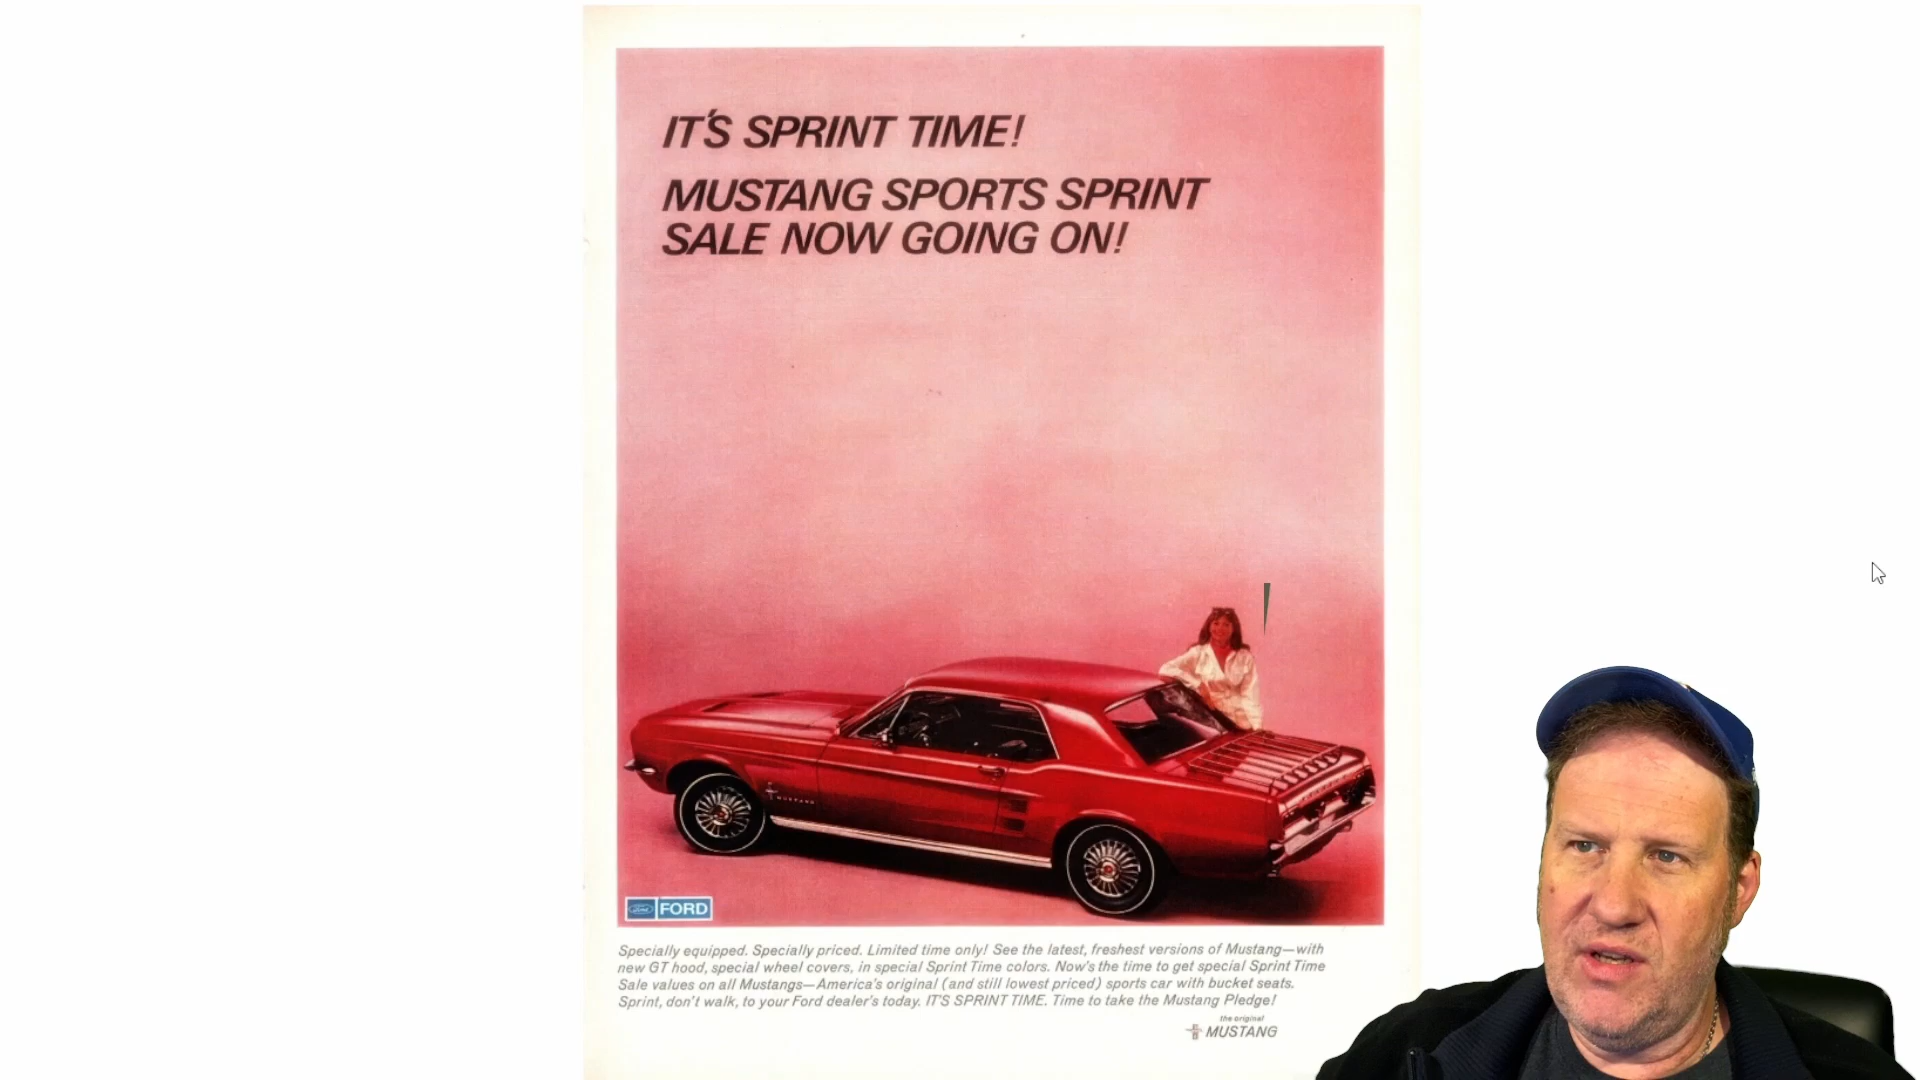 IT'S SPRINT TIME!
MUSTANG SPORTS SPRINT
SALE NOW GOING ON!
MUSTANG
Ford FORD
Specially equipped. Specially priced. Limited time only! See the latest, freshest versions of Mustang—with
new GT hood, special wheel covers, in special Sprint Time colors. Now's the time to get special Sprint Time
Sale values on all Mustangs—America's original (and still lowest priced) sports car with bucket seats.
Sprint, don't walk, to your Ford dealer's today. IT'S SPRINT TIME. Time to take the Mustang Pledge!
the original
MUSTANG